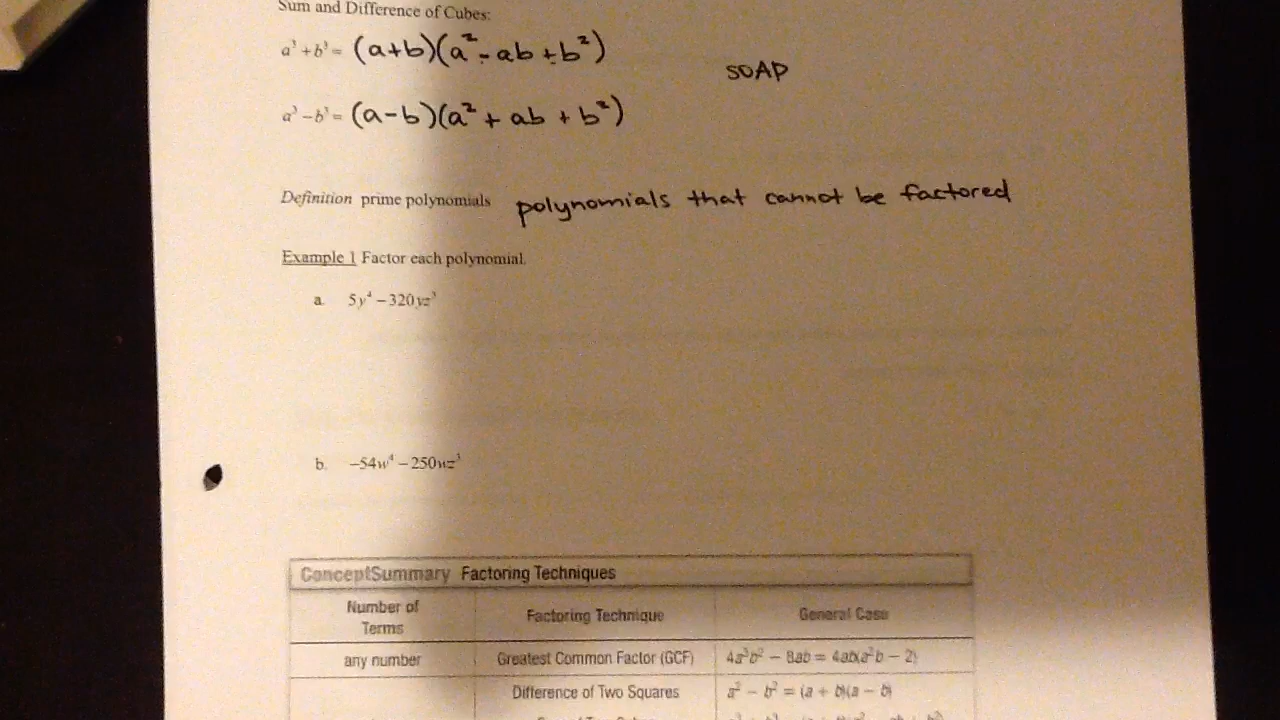 Sum and Difference of Cubes:
a³ + b³ = (a+b)(a² - ab + b²)
SOAP
a³ - b³ = (a-b)(a² + ab + b²)
Definition prime polynomials polynomials that cannot be factored
Example 1 Factor each polynomial.
a. 5y⁴ - 320yz³
b. -54w⁴ - 250wz³
ConceptSummary Factoring Techniques
Number of Terms Factoring Technique General Case
any number Greatest Common Factor (GCF) 4a³b² - 8ab = 4ab(a²b - 2)
Difference of Two Squares a² - b² = (a + b)(a - b)